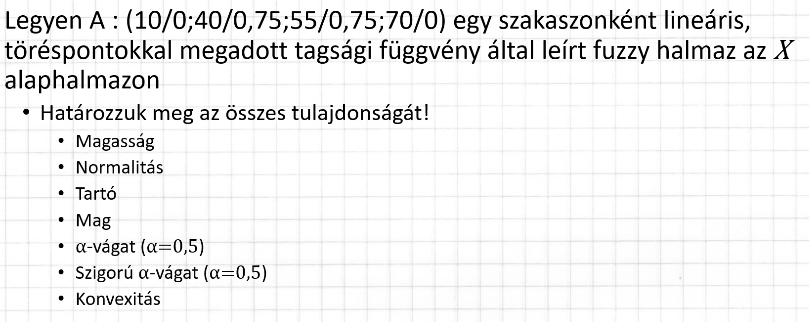 Legyen A : (10/0;40/0,75;55/0,75;70/0) egy szakaszonként lineáris,
töréspontokkal megadott tagsági függvény által leírt fuzzy halmaz az X
alaphalmazon
• Határozzuk meg az összes tulajdonságát!
• Magasság
• Normalitás
• Tartó
• Mag
• α-vágat (α=0,5)
• Szigorú α-vágat (α=0,5)
• Konvexitás